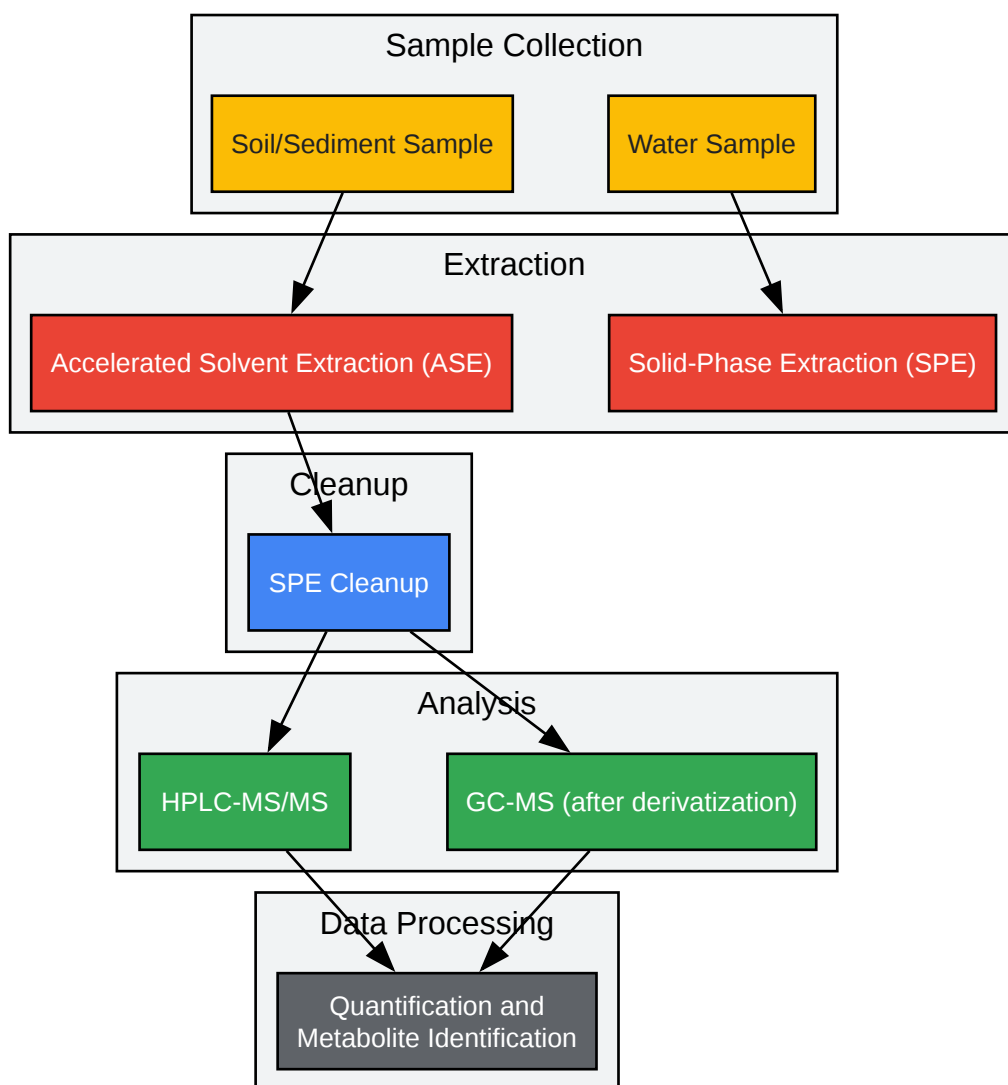 Sample Collection
Soil/Sediment Sample
Water Sample
Extraction
Accelerated Solvent Extraction (ASE)
Solid-Phase Extraction (SPE)
Cleanup
SPE Cleanup
Analysis
HPLC-MS/MS
GC-MS (after derivatization)
Data Processing
Quantification and
Metabolite Identification